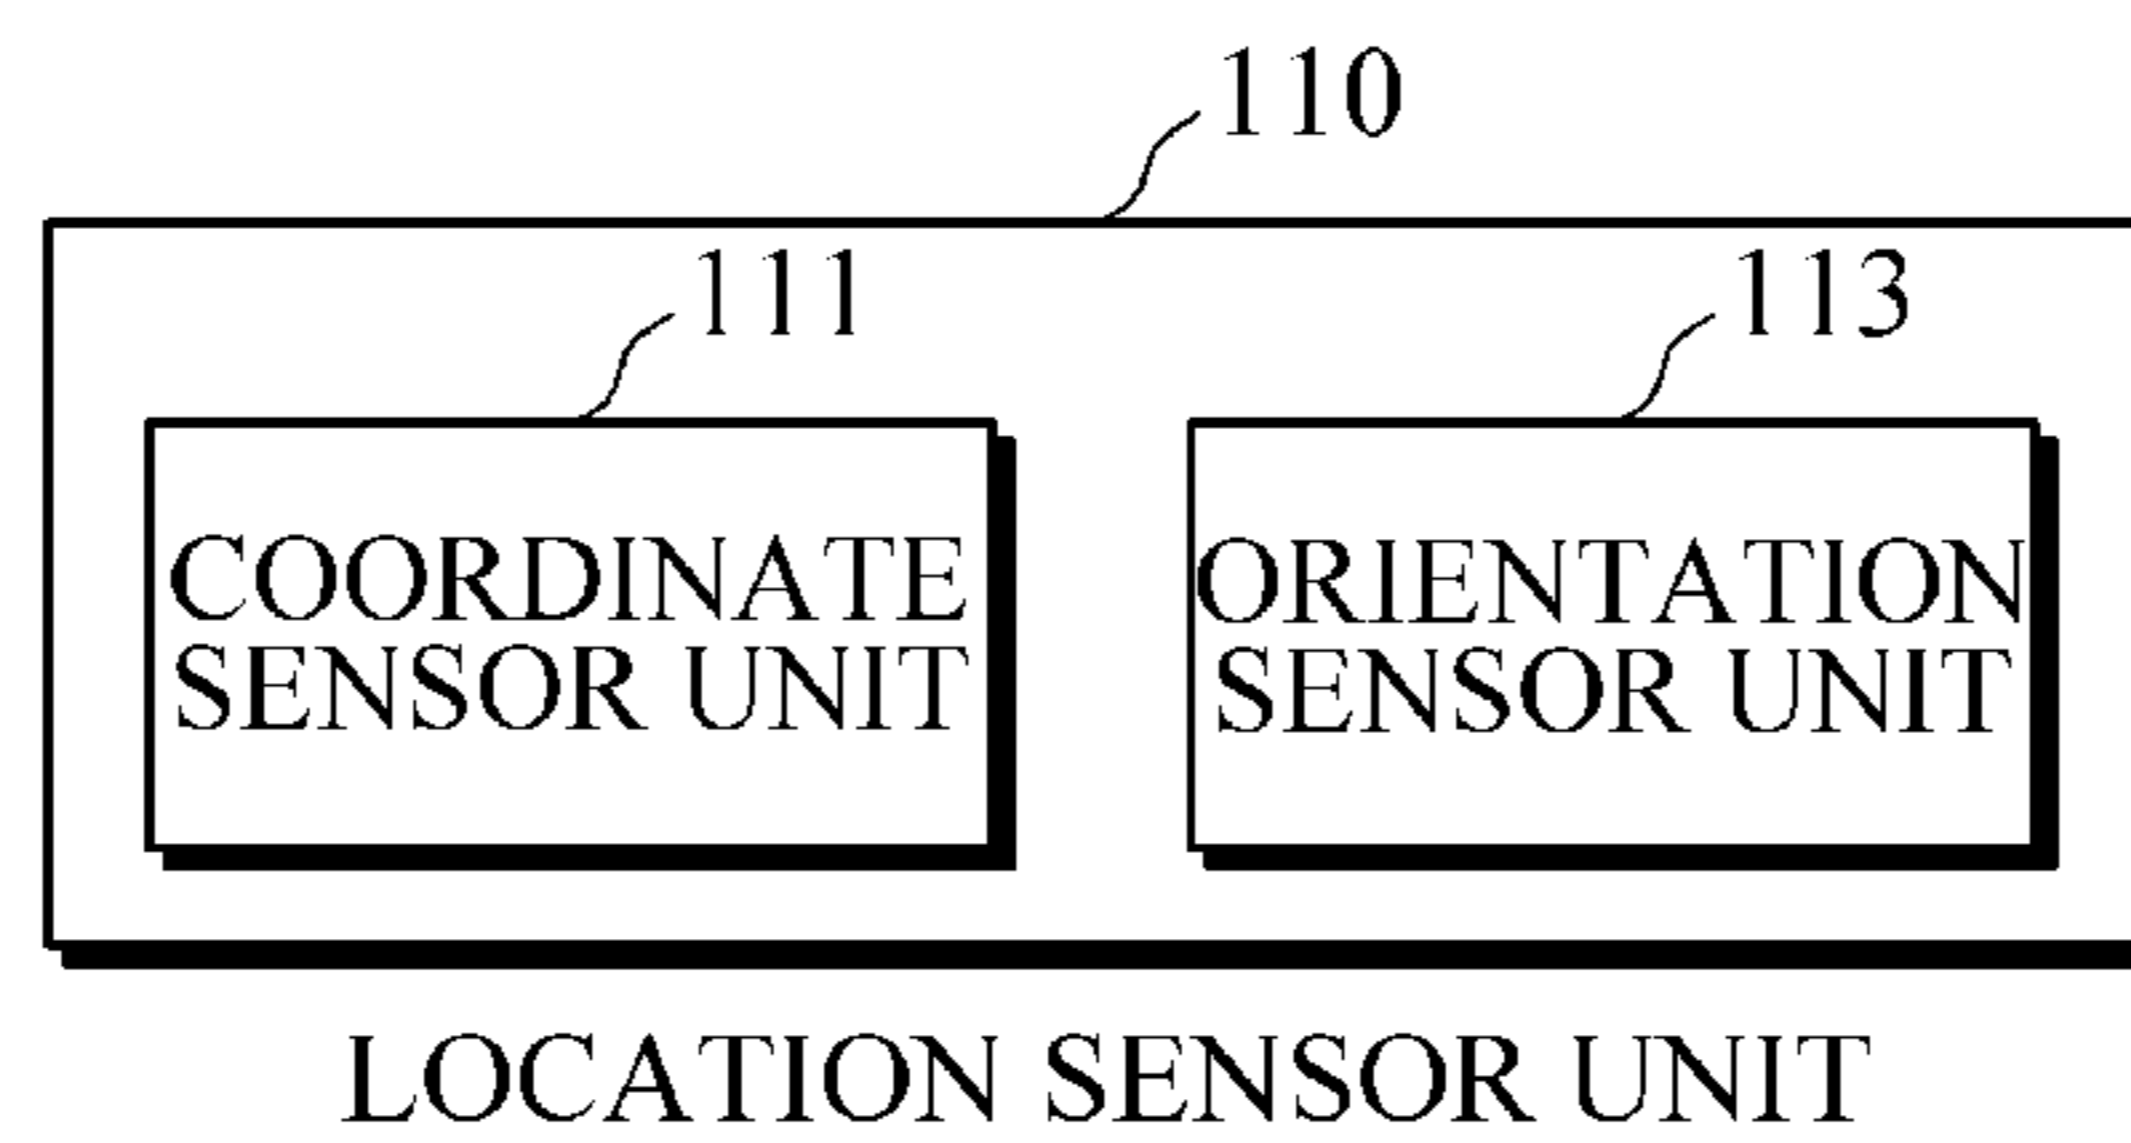 110
111
113
COORDINATE
SENSOR UNIT
ORIENTATION
SENSOR UNIT
LOCATION SENSOR UNIT